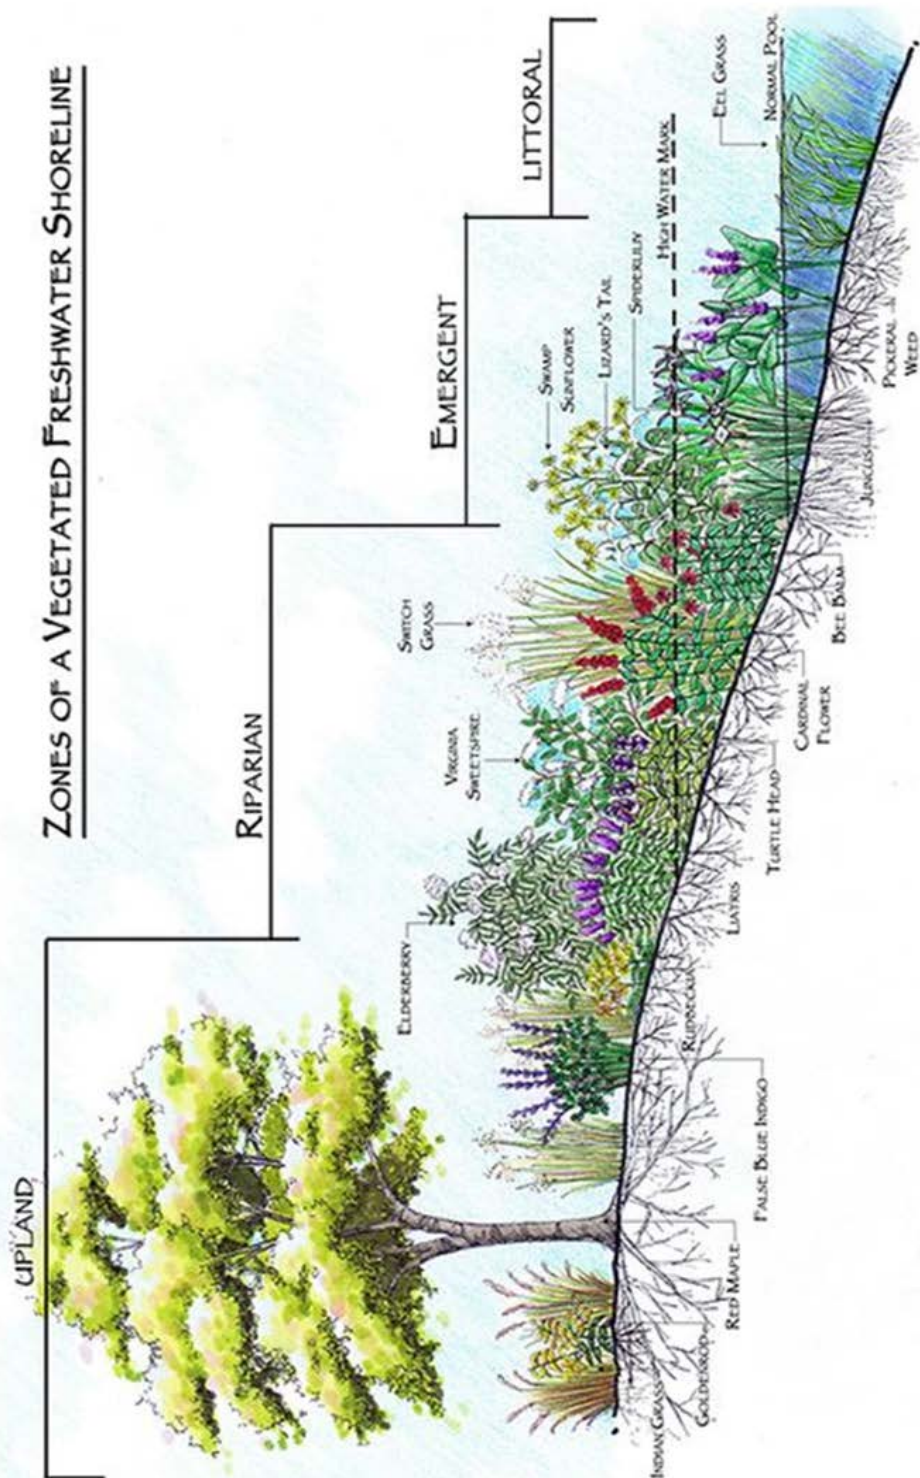 ZONES OF A VEGETATED FRESHWATER SHORELINE
UPLAND
RIPARIAN
EMERGENT
LITTORAL
ELDERBERRY
VIRGINIA
SWEETSPIRE
SWITCH
GRASS
SWAMP
SUNFLOWER
LIZARD'S TAIL
SPIDERLILY
HIGH WATER MARK
EEL GRASS
NORMAL POOL
INDIAN GRASS
GOLDENROD
RED MAPLE
FALSE BLUE INDIGO
RUDBECKIA
LIATRIS
TURTLE HEAD
CARDINAL
FLOWER
BEE BALM
JUNCUS
PICKERAL
WEED